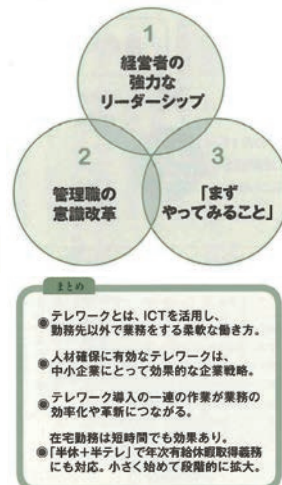 1
経営者の
強力な
リーダーシップ
2
管理職の
意識改革
3
「まず
やってみること」
まとめ
◉ テレワークとは、ICTを活用し、
勤務先以外で業務をする柔軟な働き方。
◉ 人材確保に有効なテレワークは、
中小企業にとって効果的な企業戦略。
◉ テレワーク導入の一連の作業が業務の
効率化や革新につながる。
在宅勤務は短時間でも効果あり。
◉ 「半休+半テレ」で年次有給休暇取得義務
にも対応。小さく始めて段階的に拡大。